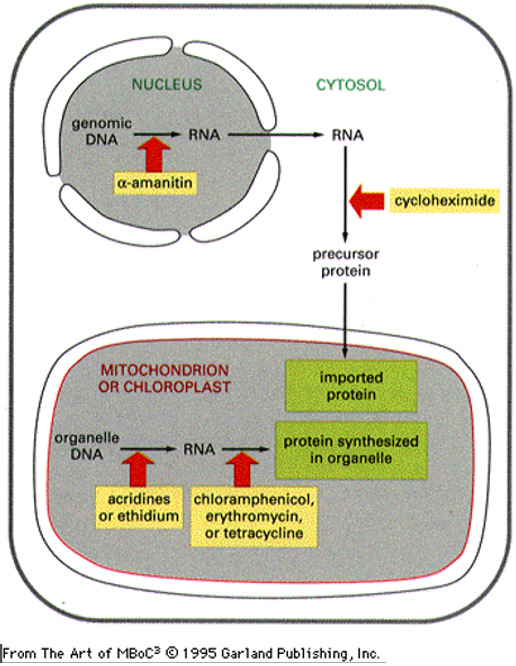 NUCLEUS
CYTOSOL
genomic
DNA
RNA
RNA
α-amanitin
cycloheximide
precursor
protein
MITOCHONDRION
OR CHLOROPLAST
imported
protein
organelle
DNA
RNA
protein synthesized
in organelle
acridines
or ethidium
chloramphenicol,
erythromycin,
or tetracycline
From The Art of MBoC³ © 1995 Garland Publishing, Inc.